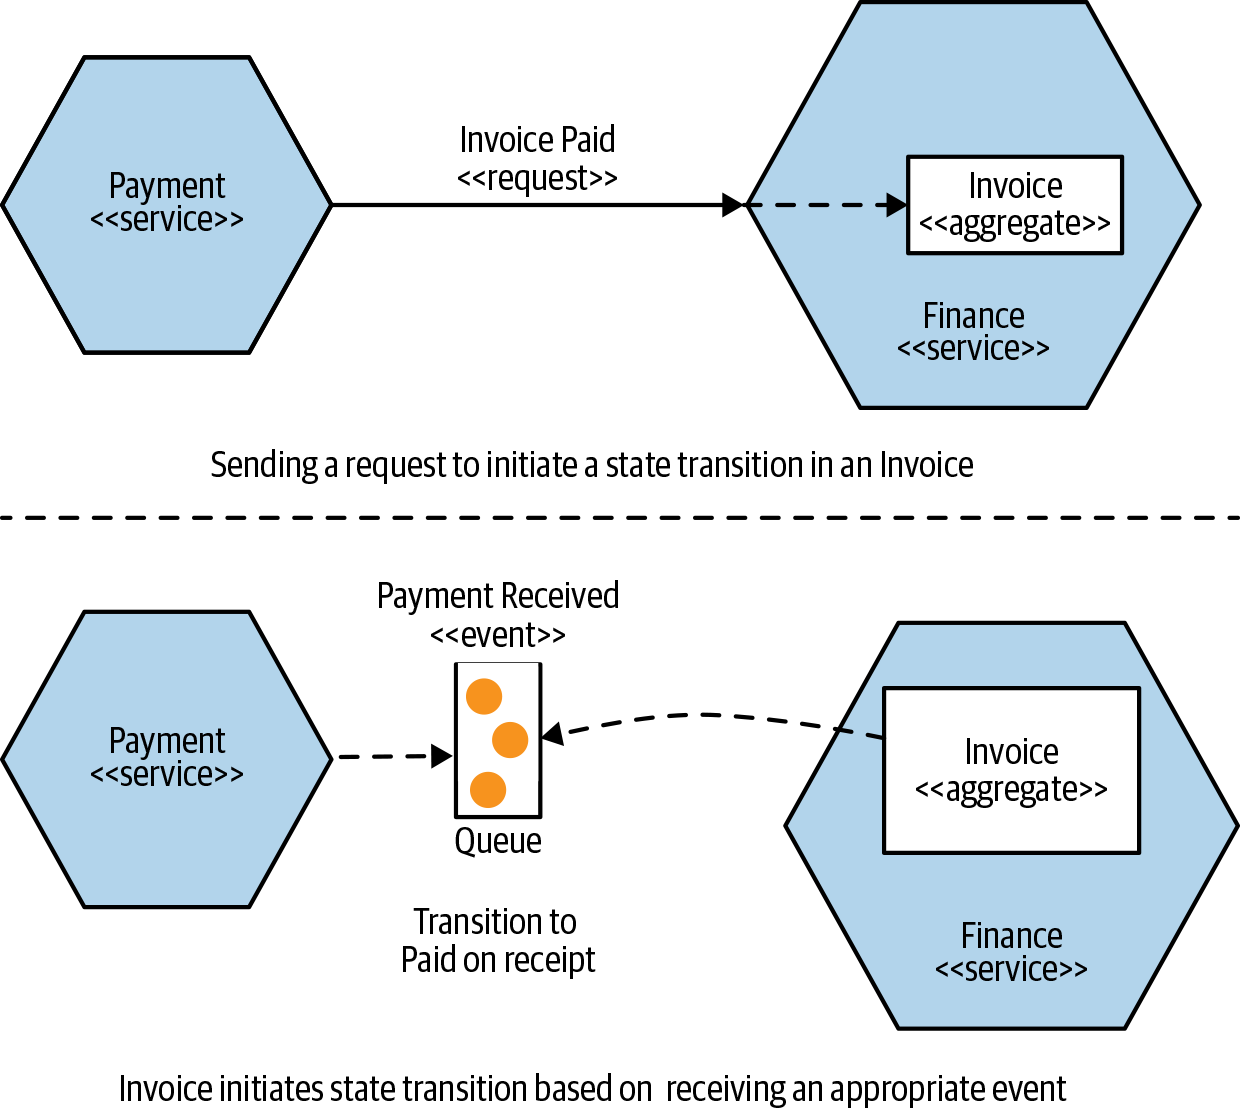 Payment
<<service>>
Invoice Paid
<<request>>
Invoice
<<aggregate>>
Finance
<<service>>
Sending a request to initiate a state transition in an Invoice
Payment Received
<<event>>
Payment
<<service>>
Queue
Invoice
<<aggregate>>
Transition to
Paid on receipt
Finance
<<service>>
Invoice initiates state transition based on receiving an appropriate event